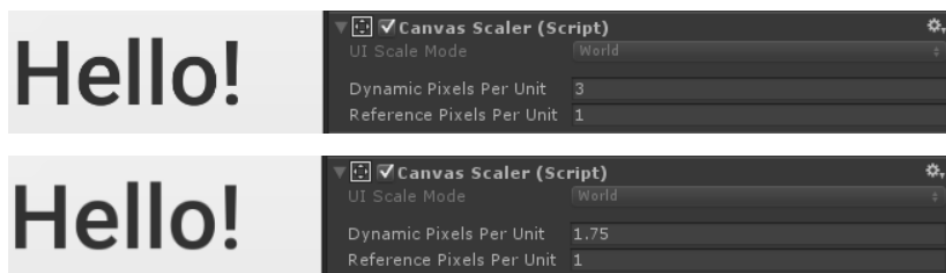 Hello!
Canvas Scaler (Script)
UI Scale Mode World
Dynamic Pixels Per Unit 3
Reference Pixels Per Unit 1
Hello!
Canvas Scaler (Script)
UI Scale Mode World
Dynamic Pixels Per Unit 1.75
Reference Pixels Per Unit 1